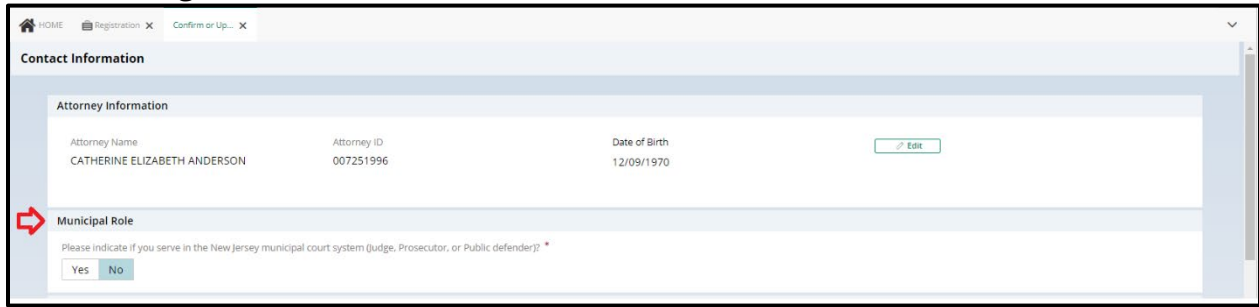 HOME Registration X Confirm or Up... X
Contact Information
Attorney Information
Attorney Name Attorney ID Date of Birth Edit
CATHERINE ELIZABETH ANDERSON 007251996 12/09/1970
Municipal Role
Please indicate if you serve in the New Jersey municipal court system (Judge, Prosecutor, or Public defender)? *
Yes No